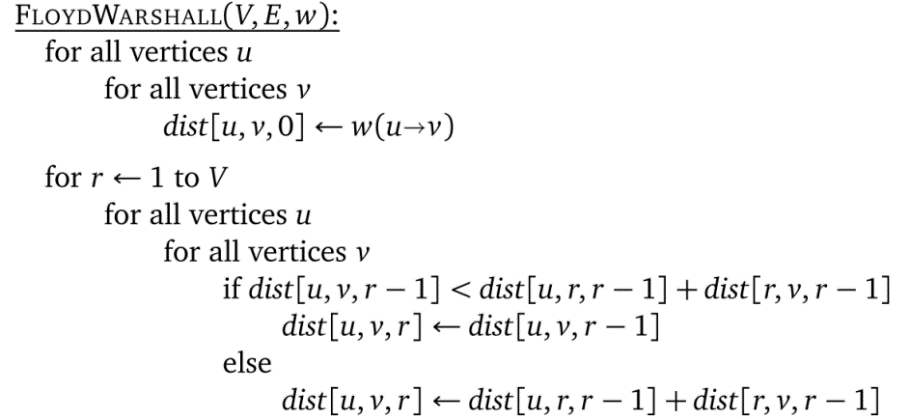 FLOYDWARSHALL(V, E, w):
for all vertices u
for all vertices v
dist[u, v, 0] ← w(u→v)
for r ← 1 to V
for all vertices u
for all vertices v
if dist[u, v, r − 1] < dist[u, r, r − 1] + dist[r, v, r − 1]
dist[u, v, r] ← dist[u, v, r − 1]
else
dist[u, v, r] ← dist[u, r, r − 1] + dist[r, v, r − 1]